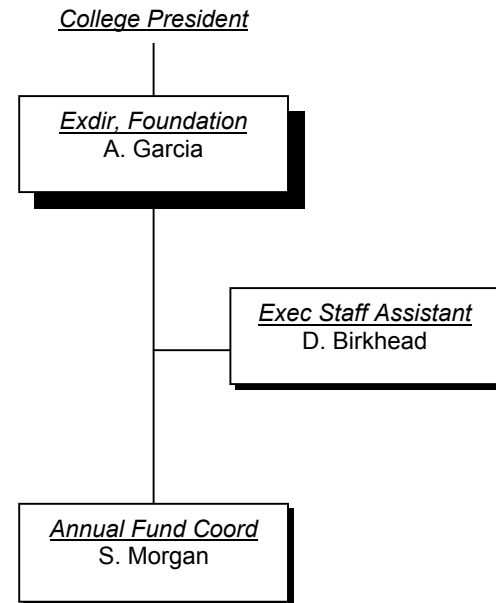 College President
Exdir, Foundation
A. Garcia
Exec Staff Assistant
D. Birkhead
Annual Fund Coord
S. Morgan